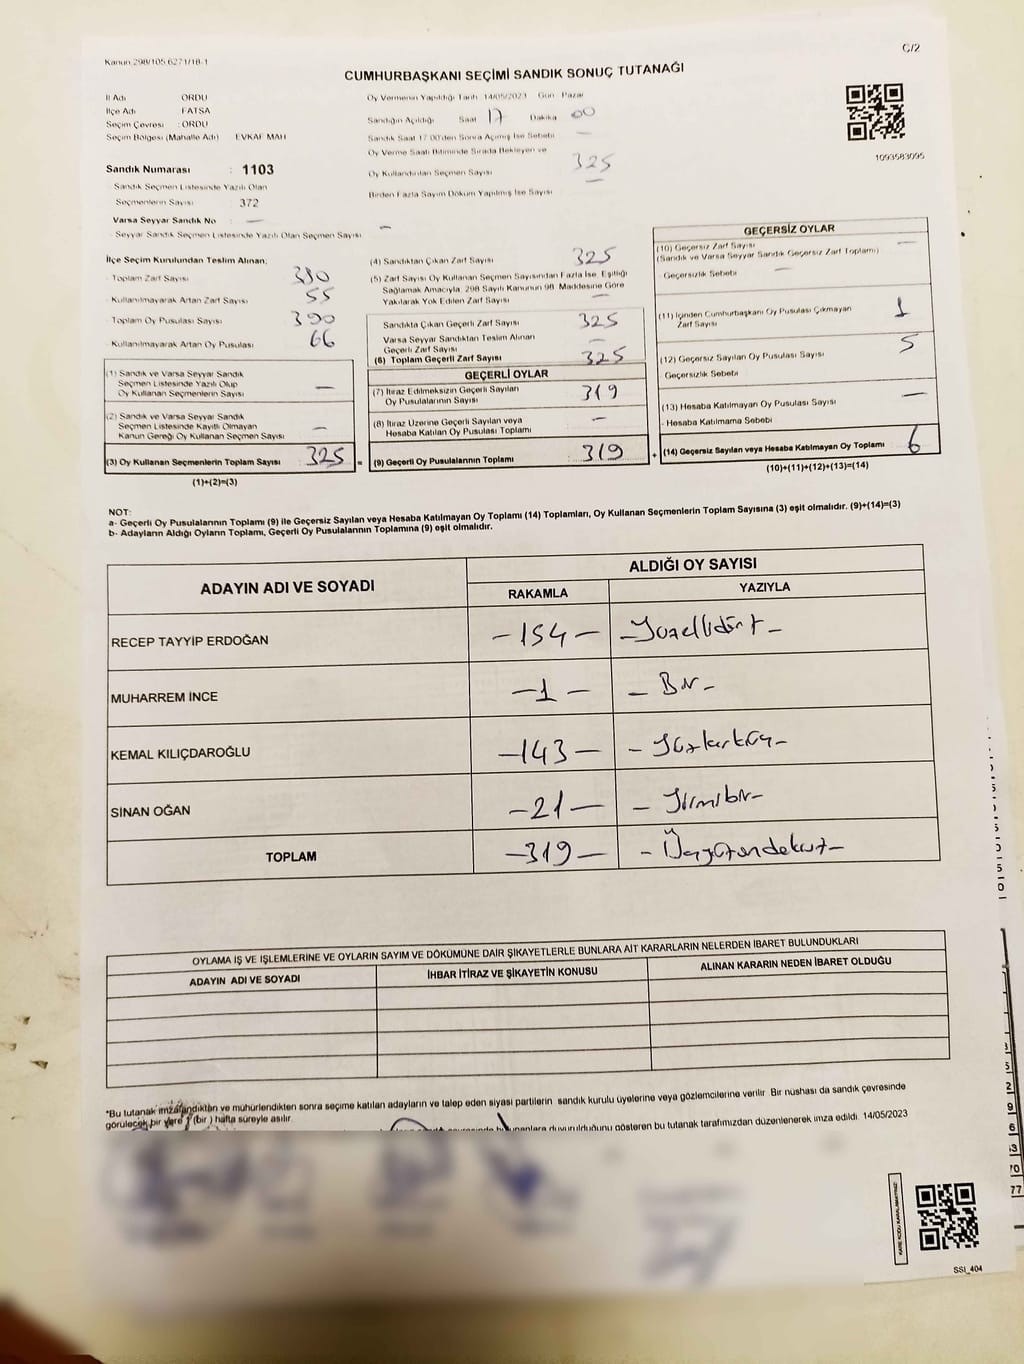 Kanun 298/105 6271/18-1
C/2
CUMHURBAŞKANI SEÇİMİ SANDIK SONUÇ TUTANAĞI
İl Adı ORDU
İlçe Adı FATSA
Seçim Çevresi : ORDU
Seçim Bölgesi (Mahalle Adı) EVKAF MAH
Sandık Numarası : 1103
Sandık Seçmen Listesinde Yazılı Olan
Seçmenlerin Sayısı : 372
Varsa Seyyar Sandık No : —
- Seyyar Sandık Seçmen Listesinde Yazılı Olan Seçmen Sayısı —
Oy Vermenin Yapıldığı Tarih 14/05/2023 Gün Pazar
Sandığın Açıldığı Saat 17 Dakika 00
Sandık Saat 17:00'den Sonra Açılmış İse Sebebi —
Oy Verme Saati Bitiminde Sırada Bekleyen ve
Oy Kullandırılan Seçmen Sayısı 325
Birden Fazla Sayım Döküm Yapılmış İse Sayısı —
1093583095
İlçe Seçim Kurulundan Teslim Alınan;
- Toplam Zarf Sayısı 380
- Kullanılmayarak Artan Zarf Sayısı 55
- Toplam Oy Pusulası Sayısı 390
- Kullanılmayarak Artan Oy Pusulası 66
(1) Sandık ve Varsa Seyyar Sandık
Seçmen Listesinde Yazılı Olup
Oy Kullanan Seçmenlerin Sayısı —
(2) Sandık ve Varsa Seyyar Sandık
Seçmen Listesinde Kayıtlı Olmayan
Kanun Gereği Oy Kullanan Seçmen Sayısı —
(3) Oy Kullanan Seçmenlerin Toplam Sayısı 325 =
(1)+(2)=(3)
(4) Sandıktan Çıkan Zarf Sayısı 325
(5) Zarf Sayısı Oy Kullanan Seçmen Sayısından Fazla İse, Eşitliği
Sağlamak Amacıyla, 298 Sayılı Kanunun 98. Maddesine Göre
Yakılarak Yok Edilen Zarf Sayısı —
Sandıkta Çıkan Geçerli Zarf Sayısı 325
Varsa Seyyar Sandıktan Teslim Alınan
Geçerli Zarf Sayısı —
(6) Toplam Geçerli Zarf Sayısı 325
GEÇERLİ OYLAR
(7) İtiraz Edilmeksizin Geçerli Sayılan
Oy Pusulalarının Sayısı 319
(8) İtiraz Üzerine Geçerli Sayılan veya
Hesaba Katılan Oy Pusulası Toplamı —
(9) Geçerli Oy Pusulalarının Toplamı 319 +
GEÇERSİZ OYLAR
(10) Geçersiz Zarf Sayısı —
(Sandık ve Varsa Seyyar Sandık Geçersiz Zarf Toplamı)
- Geçersizlik Sebebi —
(11) İçinden Cumhurbaşkanı Oy Pusulası Çıkmayan
Zarf Sayısı 1
(12) Geçersiz Sayılan Oy Pusulası Sayısı 5
Geçersizlik Sebebi
(13) Hesaba Katılmayan Oy Pusulası Sayısı —
- Hesaba Katılmama Sebebi
(14) Geçersiz Sayılan veya Hesaba Katılmayan Oy Toplamı 6
(10)+(11)+(12)+(13)=(14)
NOT:
a- Geçerli Oy Pusulalarının Toplamı (9) ile Geçersiz Sayılan veya Hesaba Katılmayan Oy Toplamı (14) Toplamları, Oy Kullanan Seçmenlerin Toplam Sayısına (3) eşit olmalıdır. (9)+(14)=(3)
b- Adayların Aldığı Oyların Toplamı, Geçerli Oy Pusulalarının Toplamına (9) eşit olmalıdır.
ADAYIN ADI VE SOYADI
ALDIĞI OY SAYISI
RAKAMLA YAZIYLA
RECEP TAYYİP ERDOĞAN -154- -Yüzellidört-
MUHARREM İNCE -1- -Bir-
KEMAL KILIÇDAROĞLU -143- -Yüzkırküç-
SİNAN OĞAN -21- -Yirmibir-
TOPLAM -319- -Üçyüzondokuz-
OYLAMA İŞ VE İŞLEMLERİNE VE OYLARIN SAYIM VE DÖKÜMÜNE DAİR ŞİKAYETLERLE BUNLARA AİT KARARLARIN NELERDEN İBARET BULUNDUKLARI
ADAYIN ADI VE SOYADI İHBAR İTİRAZ VE ŞİKAYETİN KONUSU ALINAN KARARIN NEDEN İBARET OLDUĞU
*Bu tutanak imzalandıktan ve mühürlendikten sonra seçime katılan adayların ve talep eden siyasi partilerin sandık kurulu üyelerine veya gözlemcilerine verilir. Bir nüshası da sandık çevresinde
görülecek bir yere 1 (bir) hafta süreyle asılır.
duyurulduğunu gösteren bu tutanak tarafımızdan düzenlenerek imza edildi. 14/05/2023
SSI_404